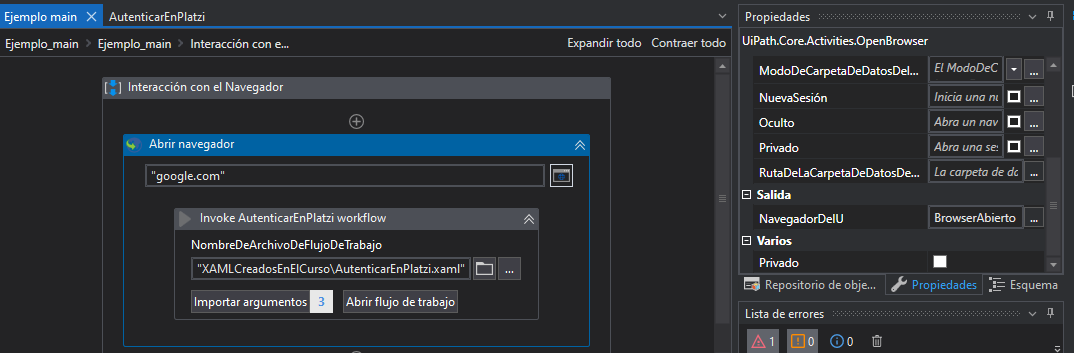 Ejemplo main
AutenticarEnPlatzi
Ejemplo_main
Ejemplo_main
Interacción con e...
Expandir todo
Contraer todo
Interacción con el Navegador
Abrir navegador
"google.com"
Invoke AutenticarEnPlatzi workflow
NombreDeArchivoDeFlujoDeTrabajo
"XAMLCreadosEnElCurso\AutenticarEnPlatzi.xaml"
...
Importar argumentos 3
Abrir flujo de trabajo
Propiedades
UiPath.Core.Activities.OpenBrowser
ModoDeCarpetaDeDatosDel... El ModoDeC ...
NuevaSesión Inicia una nu ...
Oculto Abra un nav ...
Privado Abra una ses ...
RutaDeLaCarpetaDeDatosDe... La carpeta de da ...
Salida
NavegadorDeIU BrowserAbierto ...
Varios
Privado
Repositorio de obje...
Propiedades
Esquema
Lista de errores
1 0 0